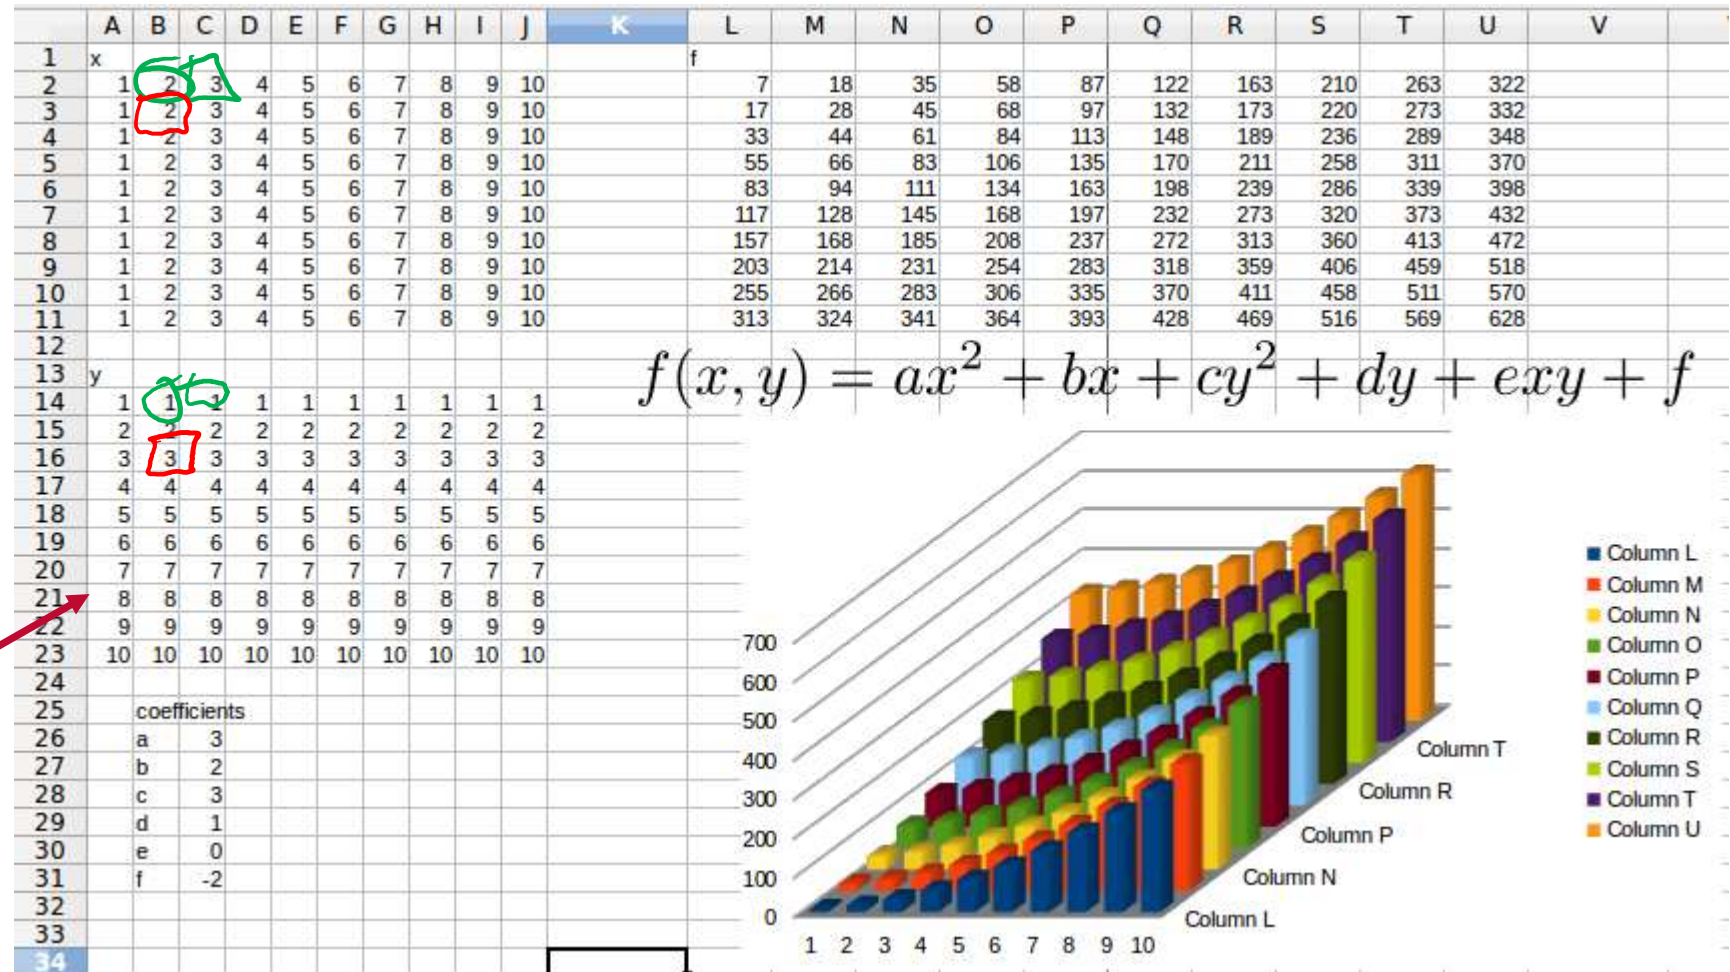 A B C D E F G H I J K L M N O P Q R S T U V
1 x f
2 1 2 3 4 5 6 7 8 9 10 7 18 35 58 87 122 163 210 263 322
3 1 2 3 4 5 6 7 8 9 10 17 28 45 68 97 132 173 220 273 332
4 1 2 3 4 5 6 7 8 9 10 33 44 61 84 113 148 189 236 289 348
5 1 2 3 4 5 6 7 8 9 10 55 66 83 106 135 170 211 258 311 370
6 1 2 3 4 5 6 7 8 9 10 83 94 111 134 163 198 239 286 339 398
7 1 2 3 4 5 6 7 8 9 10 117 128 145 168 197 232 273 320 373 432
8 1 2 3 4 5 6 7 8 9 10 157 168 185 208 237 272 313 360 413 472
9 1 2 3 4 5 6 7 8 9 10 203 214 231 254 283 318 359 406 459 518
10 1 2 3 4 5 6 7 8 9 10 255 266 283 306 335 370 411 458 511 570
11 1 2 3 4 5 6 7 8 9 10 313 324 341 364 393 428 469 516 569 628
12
13 y
f(x, y) = ax² + bx + cy² + dy + exy + f
14 1 1 1 1 1 1 1 1 1 1
15 2 2 2 2 2 2 2 2 2 2
16 3 3 3 3 3 3 3 3 3 3
17 4 4 4 4 4 4 4 4 4 4
18 5 5 5 5 5 5 5 5 5 5
19 6 6 6 6 6 6 6 6 6 6
20 7 7 7 7 7 7 7 7 7 7
21 8 8 8 8 8 8 8 8 8 8
22 9 9 9 9 9 9 9 9 9 9
23 10 10 10 10 10 10 10 10 10 10
24
25 coefficients
26 a 3
27 b 2
28 c 3
29 d 1
30 e 0
31 f -2
32
33
34
700
600
500
400
300
200
100
0
1 2 3 4 5 6 7 8 9 10
Column L
Column N
Column P
Column R
Column T
Column L
Column M
Column N
Column O
Column P
Column Q
Column R
Column S
Column T
Column U